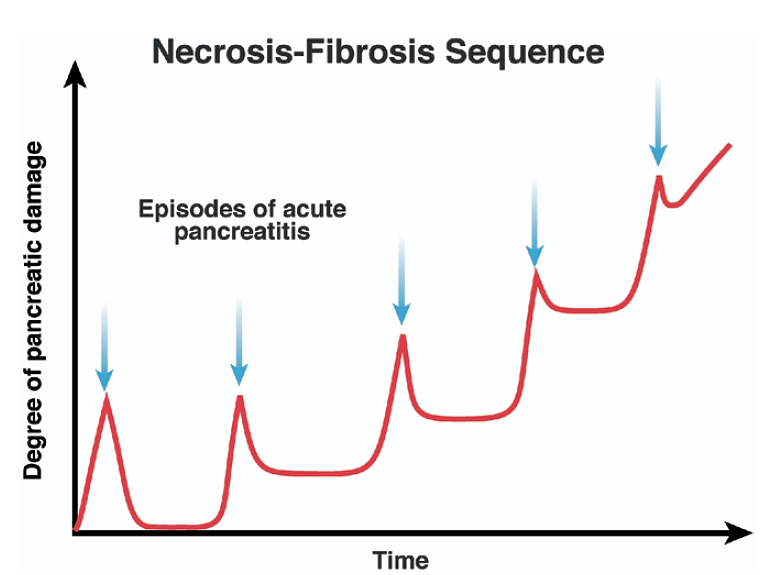 Necrosis-Fibrosis Sequence
Episodes of acute
pancreatitis
Degree of pancreatic damage
Time